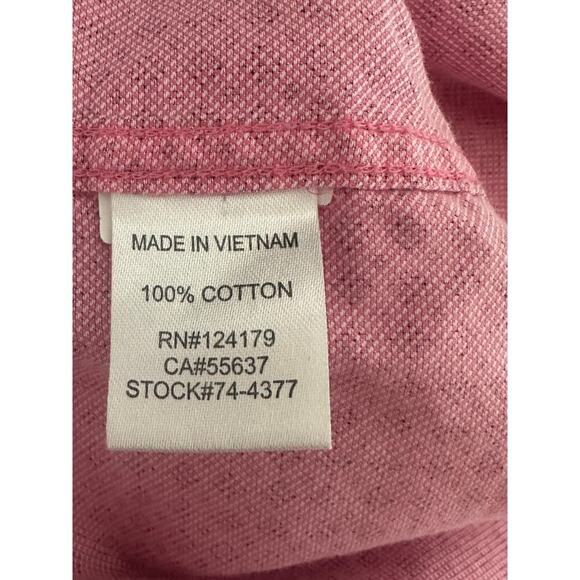 MADE IN VIETNAM
100% COTTON
RN#124179
CA#55637
STOCK#74-4377